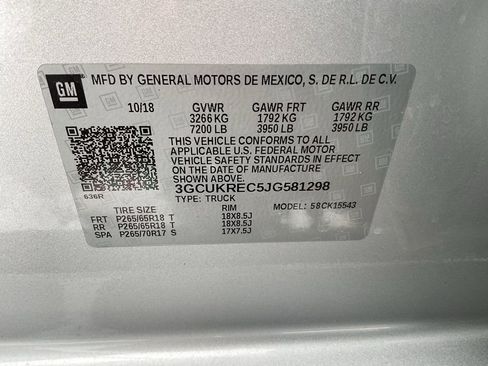 GM
MFD BY GENERAL MOTORS DE MEXICO, S. DE R.L. DE C.V.
10/18 GVWR GAWR FRT GAWR RR
3266 KG 1792 KG 1792 KG
7200 LB 3950 LB 3950 LB
THIS VEHICLE CONFORMS TO ALL
APPLICABLE U.S. FEDERAL MOTOR
VEHICLE SAFETY AND THEFT PREVENTION
STANDARDS IN EFFECT ON THE DATE OF MANUFACTURE
SHOWN ABOVE.
636R
3GCUKREC5JG581298
TYPE: TRUCK MODEL: 58CK15543
TIRE SIZE RIM
FRT P265/65R18 T 18X8.5J
RR P265/65R18 T 18X8.5J
SPA P265/70R17 S 17X7.5J